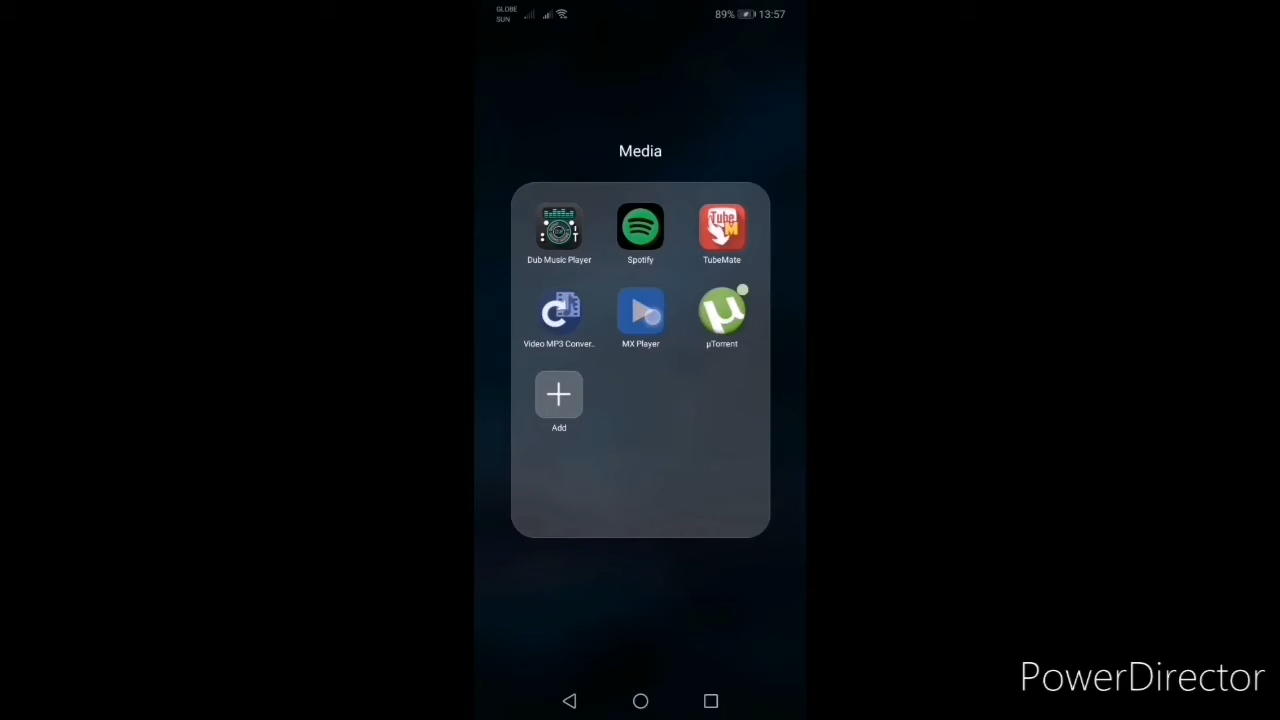 GLOBE
SUN
89% 13:57
Media
Dub Music Player
Spotify
TubeMate
Video MP3 Conver..
MX Player
μTorrent
Add
PowerDirector